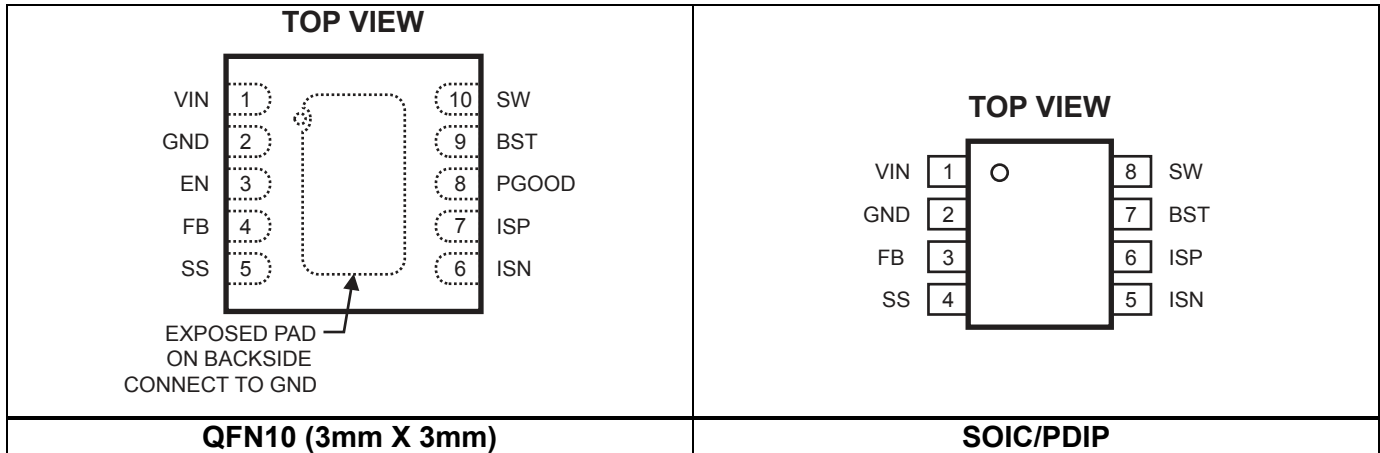 TOP VIEW
VIN 1 10 SW
GND 2 9 BST
EN 3 8 PGOOD
FB 4 7 ISP
SS 5 6 ISN
EXPOSED PAD
ON BACKSIDE
CONNECT TO GND
QFN10 (3mm X 3mm)
TOP VIEW
VIN 1 8 SW
GND 2 7 BST
FB 3 6 ISP
SS 4 5 ISN
SOIC/PDIP